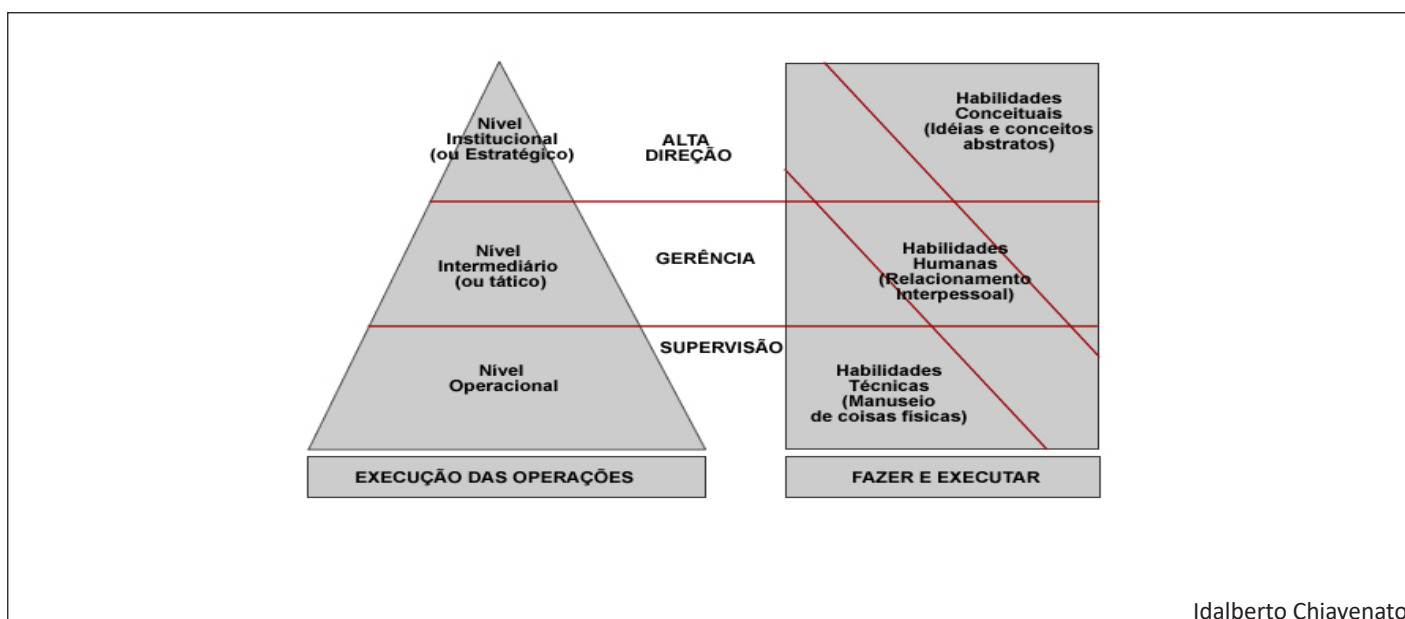 Nível
Institucional
(ou Estratégico)
ALTA
DIREÇÃO
Habilidades
Conceituais
(Idéias e conceitos
abstratos)
Nível
Intermediário
(ou tático)
GERÊNCIA
Habilidades
Humanas
(Relacionamento
Interpessoal)
Nível
Operacional
SUPERVISÃO
Habilidades
Técnicas
(Manuseio
de coisas físicas)
EXECUÇÃO DAS OPERAÇÕES
FAZER E EXECUTAR
Idalberto Chiavenato